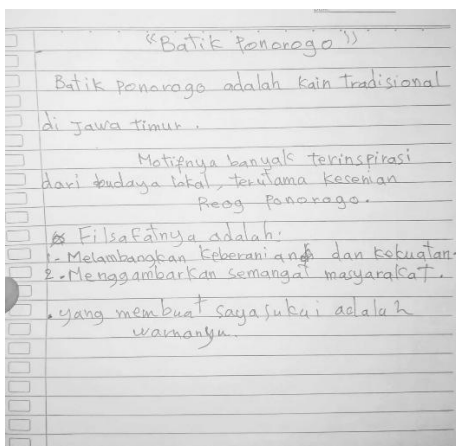 "Batik Ponorogo"
Batik ponorogo adalah kain tradisional
di Jawa timur.
Motifnya banyak terinspirasi
dari budaya lokal, terutama kesenian
Reog Ponorogo.
Filsafatnya adalah:
1. Melambangkan keberanian dan kekuatan.
2. Menggambarkan semangat masyarakat.
. yang membuat saya sukai adalah
warnanya.